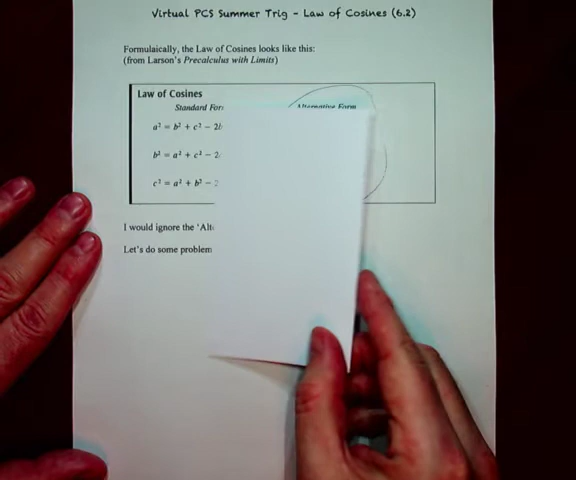 Virtual PCS Summer Trig - Law of Cosines (6.2)
Formulaically, the Law of Cosines looks like this:
(from Larson's Precalculus with Limits)
Law of Cosines
Standard For
Alternative Form
a² = b² + c² − 2b
b² = a² + c² − 2
c² = a² + b² − 2
I would ignore the 'Alt
Let's do some problem